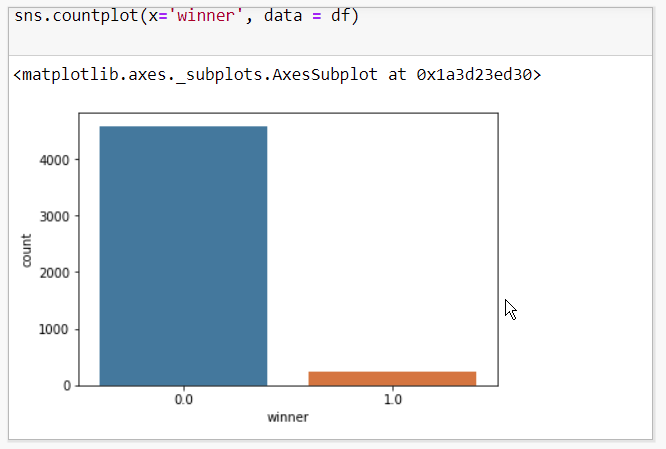 sns.countplot(x='winner', data = df)
<matplotlib.axes._subplots.AxesSubplot at 0x1a3d23ed30>
4000
3000
2000
1000
0
count
0.0 1.0
winner